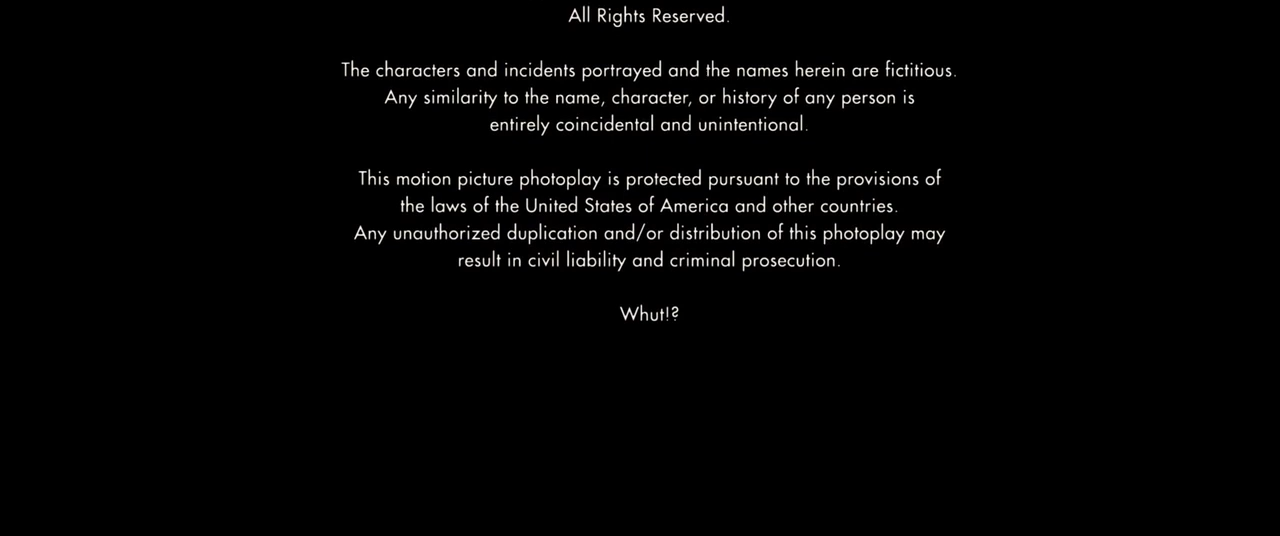 All Rights Reserved.
The characters and incidents portrayed and the names herein are fictitious.
Any similarity to the name, character, or history of any person is
entirely coincidental and unintentional.
This motion picture photoplay is protected pursuant to the provisions of
the laws of the United States of America and other countries.
Any unauthorized duplication and/or distribution of this photoplay may
result in civil liability and criminal prosecution.
Whut!?